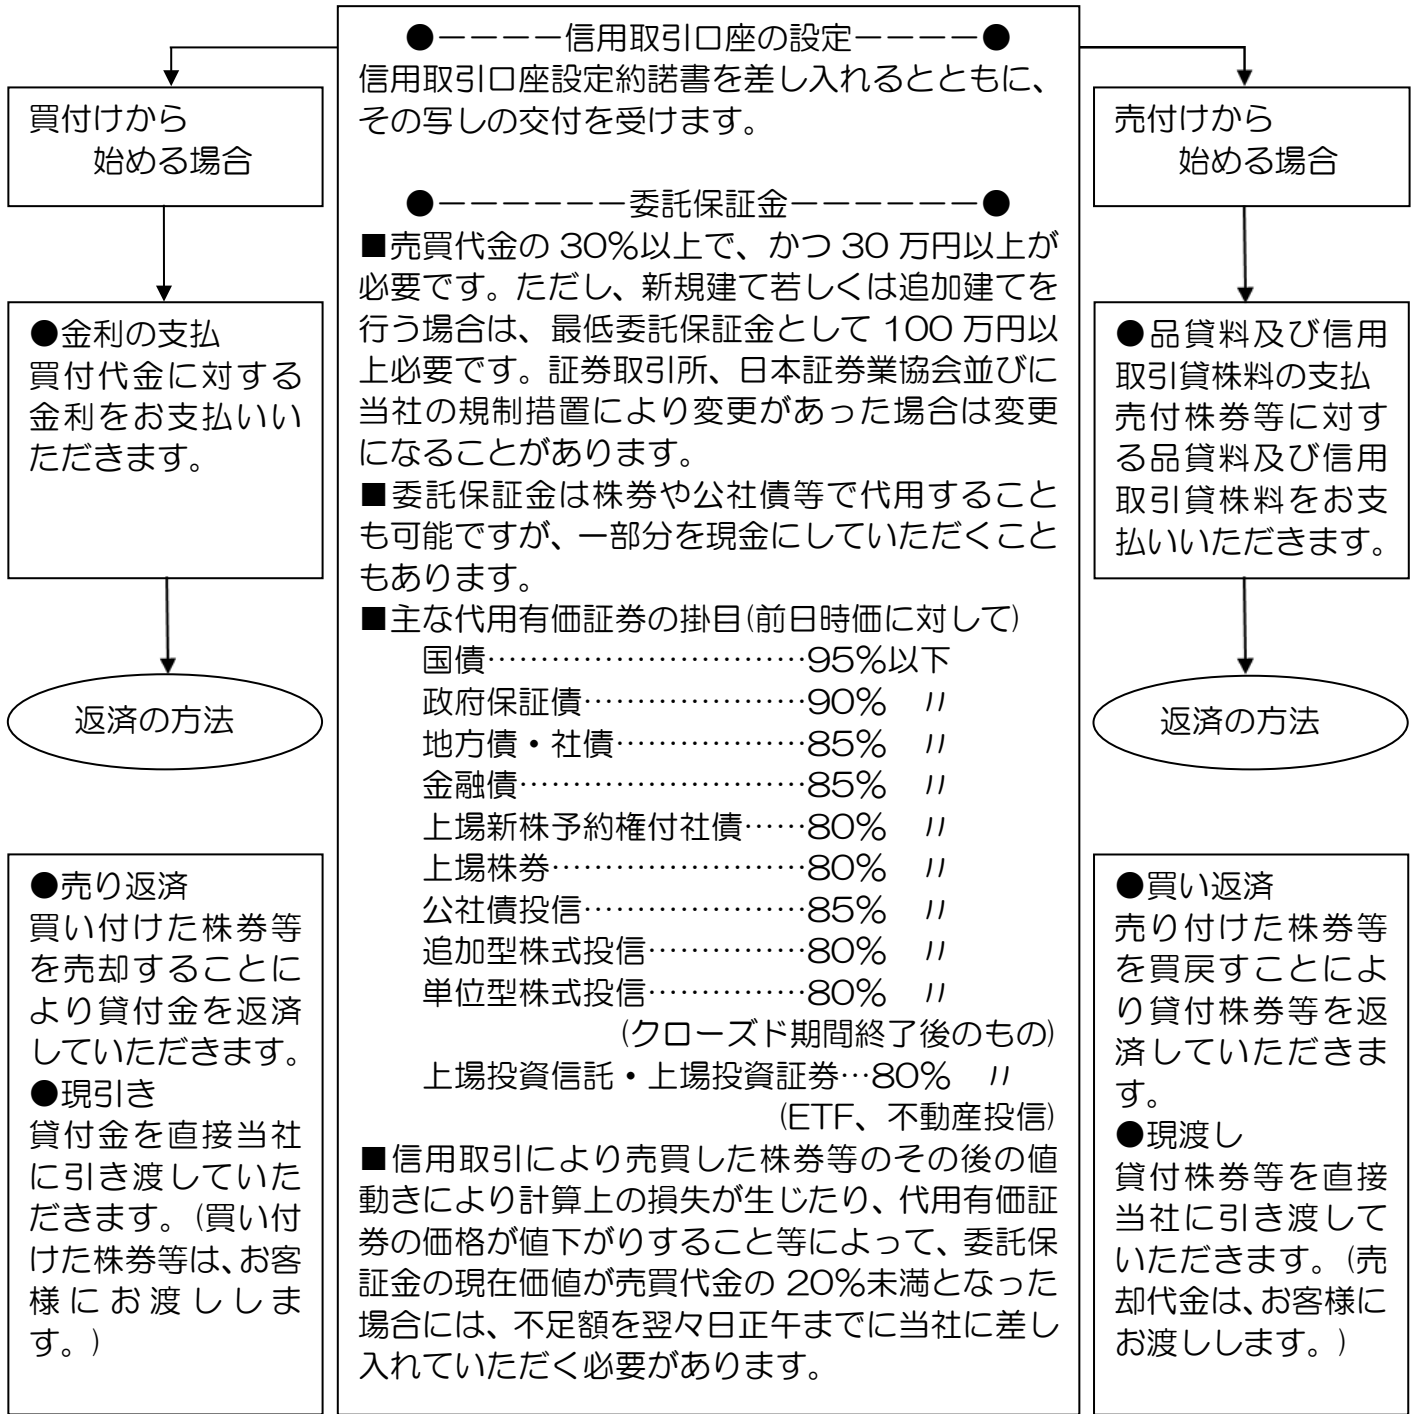 ●ーーーー信用取引口座の設定ーーーー●
信用取引口座設定約諾書を差し入れるとともに、
その写しの交付を受けます。
●ーーーーーー委託保証金ーーーーーー●
■売買代金の 30%以上で、かつ 30 万円以上が
必要です。ただし、新規建て若しくは追加建てを
行う場合は、最低委託保証金として 100 万円以
上必要です。証券取引所、日本証券業協会並びに
当社の規制措置により変更があった場合は変更
になることがあります。
■委託保証金は株券や公社債等で代用すること
も可能ですが、一部分を現金にしていただくこと
もあります。
■主な代用有価証券の掛目(前日時価に対して)
国債…………………………95%以下
政府保証債…………………90% 〃
地方債・社債………………85% 〃
金融債………………………85% 〃
上場新株予約権付社債……80% 〃
上場株券……………………80% 〃
公社債投信…………………85% 〃
追加型株式投信……………80% 〃
単位型株式投信……………80% 〃
(クローズド期間終了後のもの)
上場投資信託・上場投資証券…80% 〃
(ETF、不動産投信)
■信用取引により売買した株券等のその後の値
動きにより計算上の損失が生じたり、代用有価証
券の価格が値下がりすること等によって、委託保
証金の現在価値が売買代金の 20%未満となった
場合には、不足額を翌々日正午までに当社に差し
入れていただく必要があります。
買付けから
始める場合
●金利の支払
買付代金に対する
金利をお支払いい
ただきます。
返済の方法
●売り返済
買い付けた株券等
を売却することに
より貸付金を返済
していただきます。
●現引き
貸付金を直接当社
に引き渡していた
だきます。(買い付
けた株券等は、お客
様にお渡ししま
す。)
売付けから
始める場合
●品貸料及び信用
取引貸株料の支払
売付株券等に対す
る品貸料及び信用
取引貸株料をお支
払いいただきます。
返済の方法
●買い返済
売り付けた株券等
を買戻すことによ
り貸付株券等を返
済していただきま
す。
●現渡し
貸付株券等を直接
当社に引き渡して
いただきます。(売
却代金は、お客様に
お渡しします。)